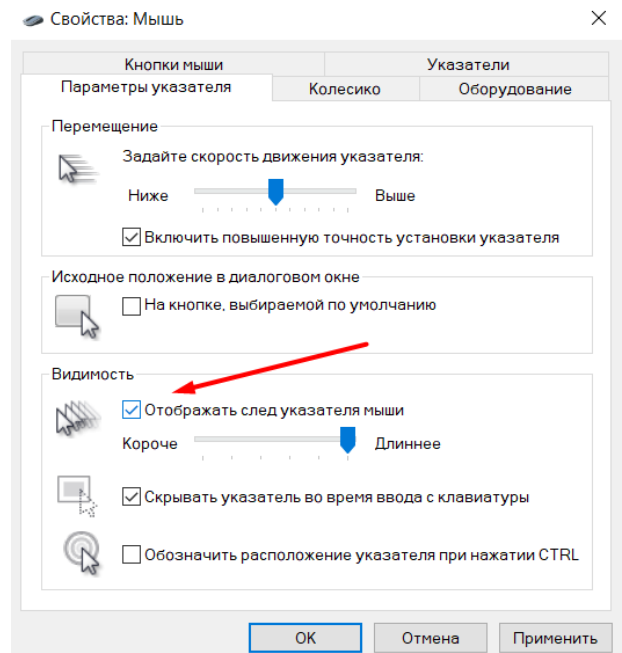 Свойства: Мышь
Кнопки мыши
Указатели
Параметры указателя
Колесико
Оборудование
Перемещение
Задайте скорость движения указателя:
Ниже
Выше
Включить повышенную точность установки указателя
Исходное положение в диалоговом окне
На кнопке, выбираемой по умолчанию
Видимость
Отображать след указателя мыши
Короче
Длиннее
Скрывать указатель во время ввода с клавиатуры
Обозначить расположение указателя при нажатии CTRL
ОК
Отмена
Применить